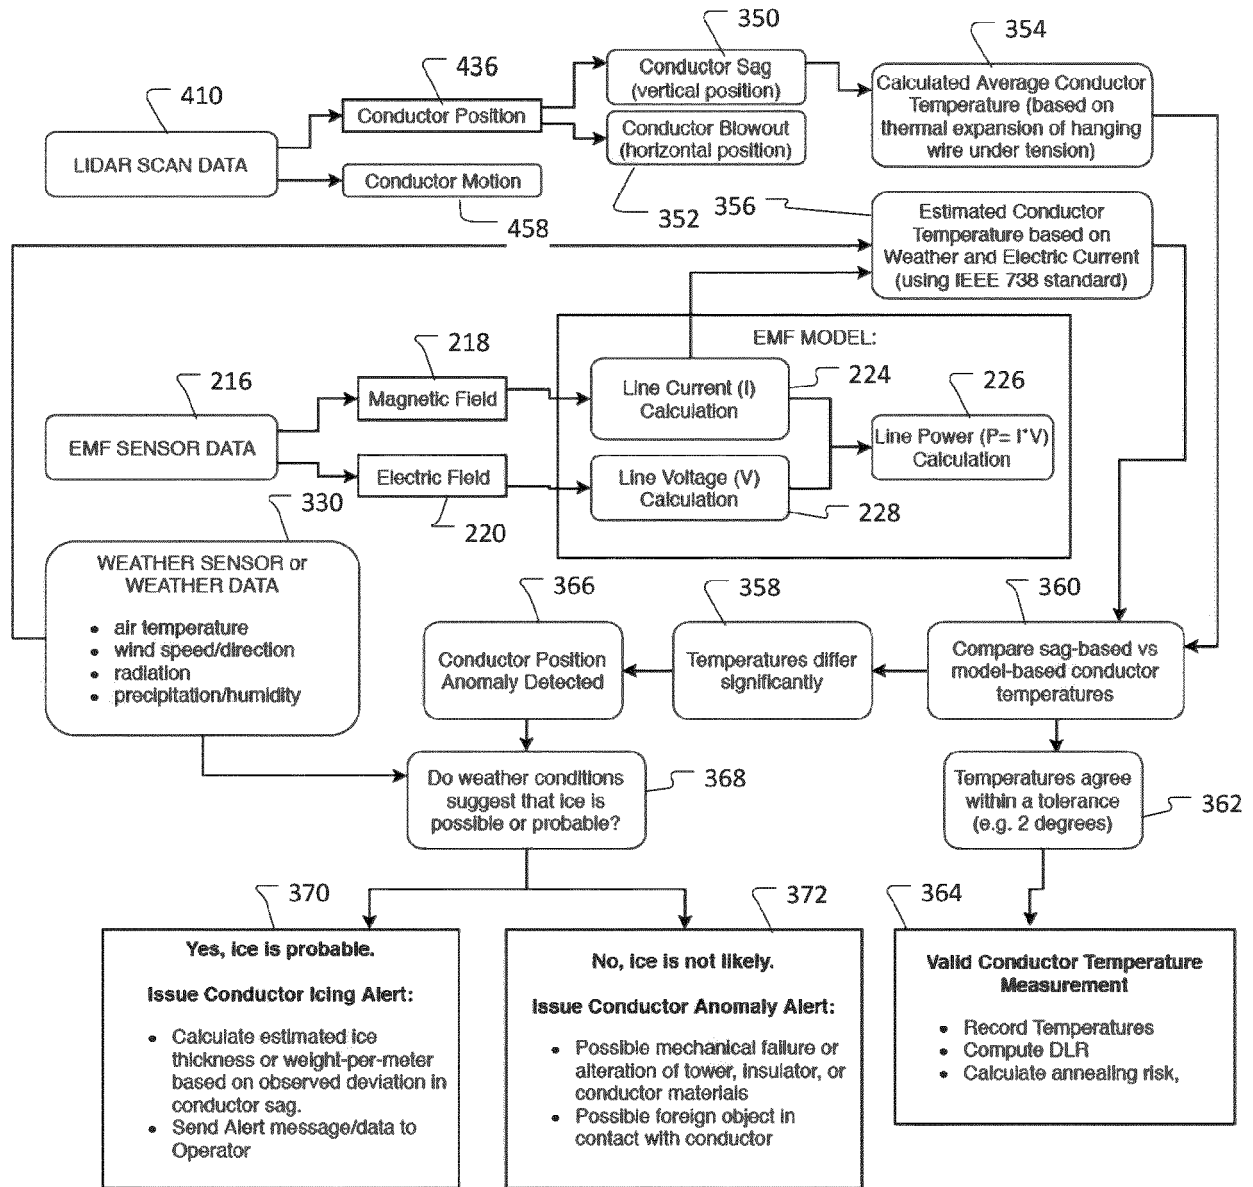 350
354
436
410
Conductor Sag
(vertical position)
Calculated Average Conductor
Temperature (based on
thermal expansion of hanging
wire under tension)
Conductor Position
LIDAR SCAN DATA
Conductor Blowout
(horizontal position)
Conductor Motion
458
352
356
Estimated Conductor
Temperature based on
Weather and Electric Current
(using IEEE 738 standard)
EMF MODEL:
218
216
224
226
Magnetic Field
Line Current (I)
Calculation
EMF SENSOR DATA
Line Power (P= I*V)
Calculation
Electric Field
Line Voltage (V)
Calculation
330
220
228
WEATHER SENSOR or
WEATHER DATA
• air temperature
• wind speed/direction
• radiation
• precipitation/humidity
366
358
360
Conductor Position
Anomaly Detected
Temperatures differ
significantly
Compare sag-based vs
model-based conductor
temperatures
Do weather conditions
suggest that ice is
possible or probable?
368
Temperatures agree
within a tolerance
(e.g. 2 degrees)
362
370
372
364
Yes, ice is probable.
Issue Conductor Icing Alert:
• Calculate estimated ice
thickness or weight-per-meter
based on observed deviation in
conductor sag.
• Send Alert message/data to
Operator
No, ice is not likely.
Issue Conductor Anomaly Alert:
• Possible mechanical failure or
alteration of tower, insulator, or
conductor materials
• Possible foreign object in
contact with conductor
Valid Conductor Temperature
Measurement
• Record Temperatures
• Compute DLR
• Calculate annealing risk,